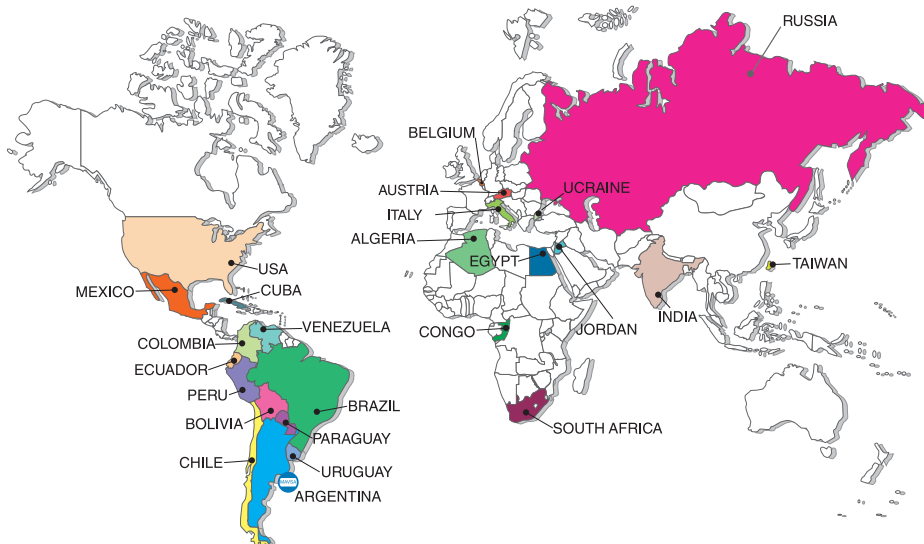 RUSSIA
BELGIUM
AUSTRIA
UCRAINE
ITALY
ALGERIA
EGYPT
TAIWAN
USA
MEXICO
CUBA
INDIA
JORDAN
CONGO
VENEZUELA
COLOMBIA
ECUADOR
PERU
BRAZIL
BOLIVIA
SOUTH AFRICA
PARAGUAY
CHILE
URUGUAY
MAVSA
ARGENTINA